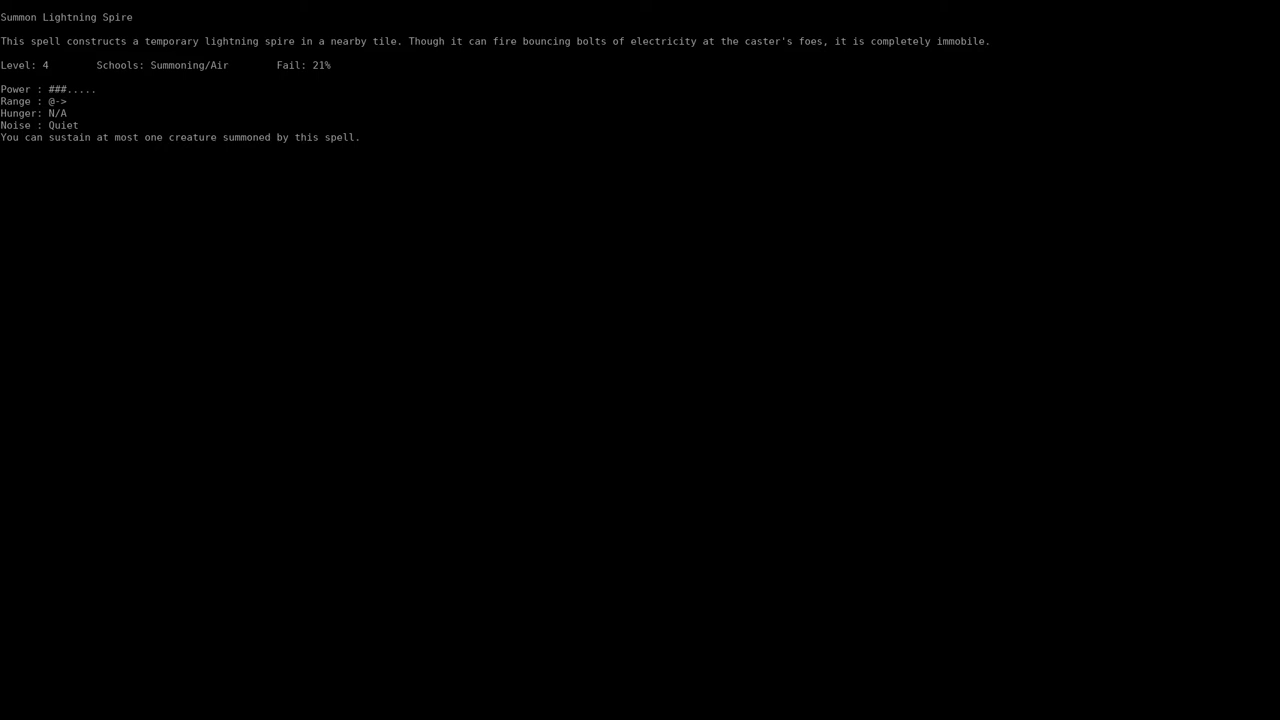 Summon Lightning Spire
This spell constructs a temporary lightning spire in a nearby tile. Though it can fire bouncing bolts of electricity at the caster's foes, it is completely immobile.
Level: 4        Schools: Summoning/Air        Fail: 21%
Power : ###.....
Range : @->
Hunger: N/A
Noise : Quiet
You can sustain at most one creature summoned by this spell.